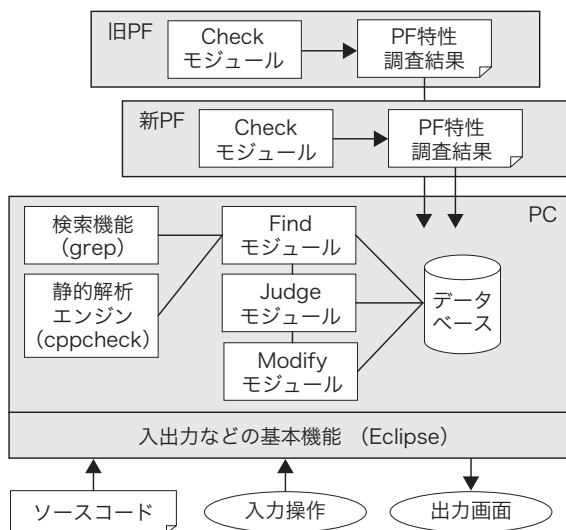 旧PF
Check
モジュール
PF特性
調査結果
新PF
Check
モジュール
PF特性
調査結果
PC
検索機能
(grep)
Find
モジュール
静的解析
エンジン
(cppcheck)
Judge
モジュール
データ
ベース
Modify
モジュール
入出力などの基本機能 (Eclipse)
ソースコード
入力操作
出力画面